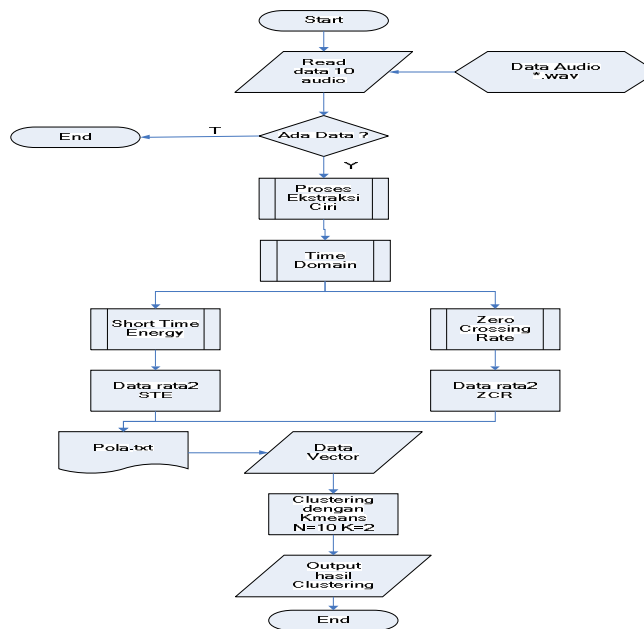 Start
Read
data 10
audio
Data Audio
*.wav
T
End
Ada Data ?
Y
Proses
Ekstraksi
Ciri
Time
Domain
Short Time
Energy
Zero
Crossing
Rate
Data rata2
STE
Data rata2
ZCR
Pola.txt
Data
Vector
Clustering
dengan
Kmeans
N=10 K=2
Output
hasil
Clustering
End